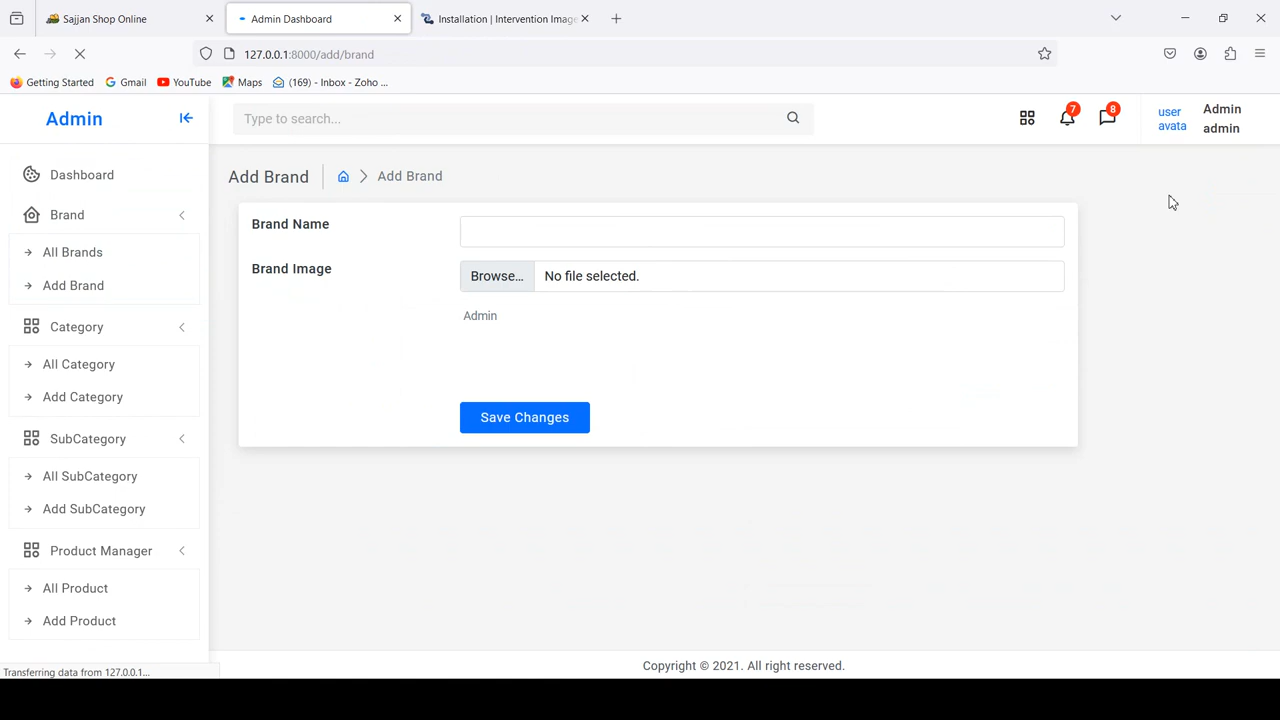 Sajjan Shop Online
Admin Dashboard
Installation | Intervention Image
127.0.0.1:8000/add/brand
Getting Started
Gmail
YouTube
Maps
(169) - Inbox - Zoho ...
Admin
Type to search...
7
8
user avata
Admin
admin
Dashboard
Brand
All Brands
Add Brand
Category
All Category
Add Category
SubCategory
All SubCategory
Add SubCategory
Product Manager
All Product
Add Product
Add Brand
Add Brand
Brand Name
Brand Image
Browse...
No file selected.
Admin
Save Changes
Copyright © 2021. All right reserved.
Transferring data from 127.0.0.1...